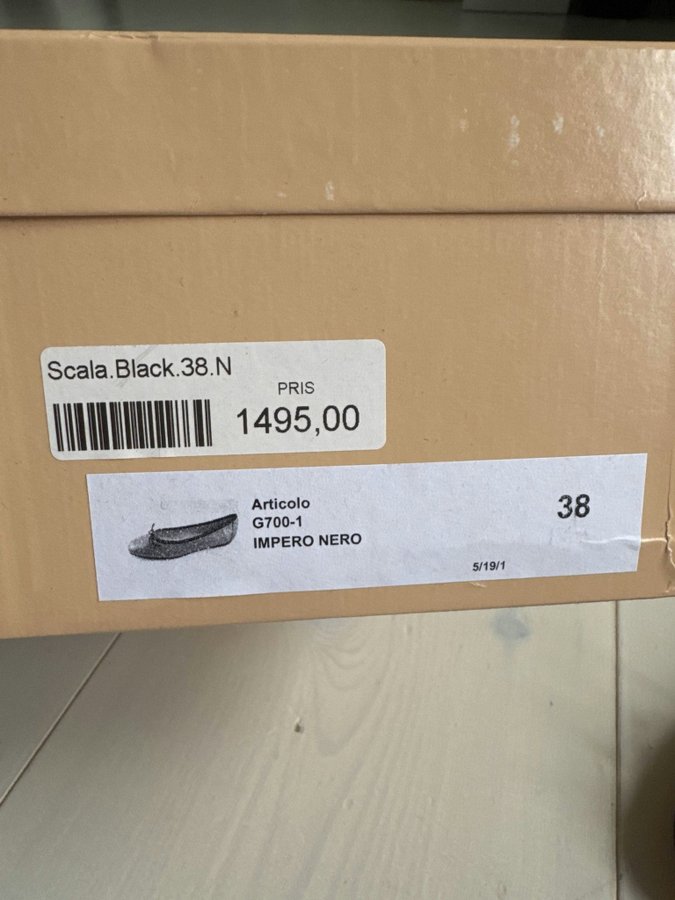 Scala.Black.38.N
PRIS
1495,00
Articolo
G700-1
IMPERO NERO
38
5/19/1